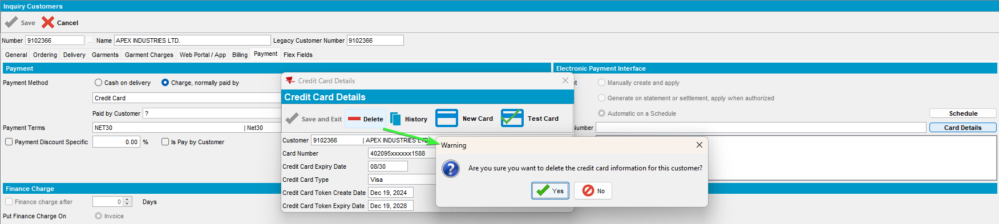 Inquiry Customers
Save Cancel
Number 9102366 ... Name APEX INDUSTRIES LTD. Legacy Customer Number 9102366
General Ordering Delivery Garments Garment Charges Web Portal / App Billing Payment Flex Fields
Payment
Payment Method Cash on delivery Charge, normally paid by
Credit Card
Paid by Customer ?
Payment Terms NET30 | Net30
Payment Discount Specific 0.00 % Is Pay by Customer
Finance Charge
Finance charge after 0 Days
Put Finance Charge On Invoice
Credit Card Details
Credit Card Details
Save and Exit Delete History New Card Test Card
Customer 9102366 | APEX INDUSTRIES LTD.
Card Number 402095xxxxxx1588
Credit Card Expiry Date 08/30
Credit Card Type Visa
Credit Card Token Create Date Dec 19, 2024
Credit Card Token Expiry Date Dec 19, 2028
Warning
Are you sure you want to delete the credit card information for this customer?
Yes No
Electronic Payment Interface
Manually create and apply
Generate on statement or settlement, apply when authorized
Automatic on a Schedule Schedule
Number Card Details